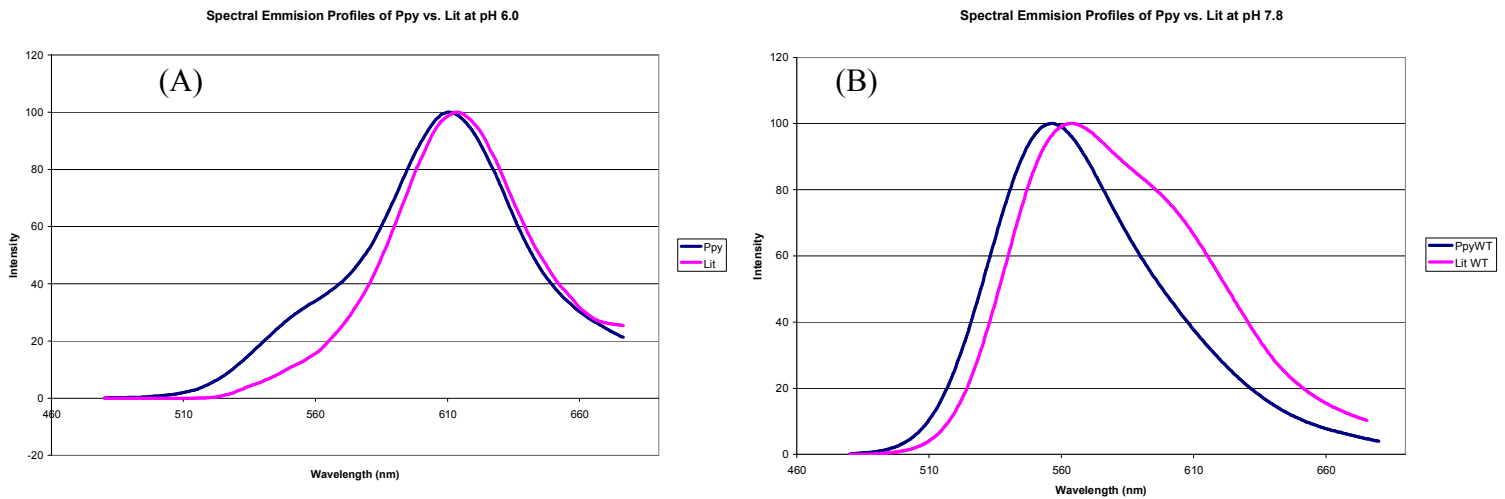 Spectral Emmision Profiles of Ppy vs. Lit at pH 6.0
(A)
Intensity
120
100
80
60
40
20
0
-20
460
510
560
610
660
Wavelength (nm)
Ppy
Lit
Spectral Emmision Profiles of Ppy vs. Lit at pH 7.8
(B)
Intensity
120
100
80
60
40
20
0
460
510
560
610
660
Wavelength (nm)
PpyWT
Lit WT